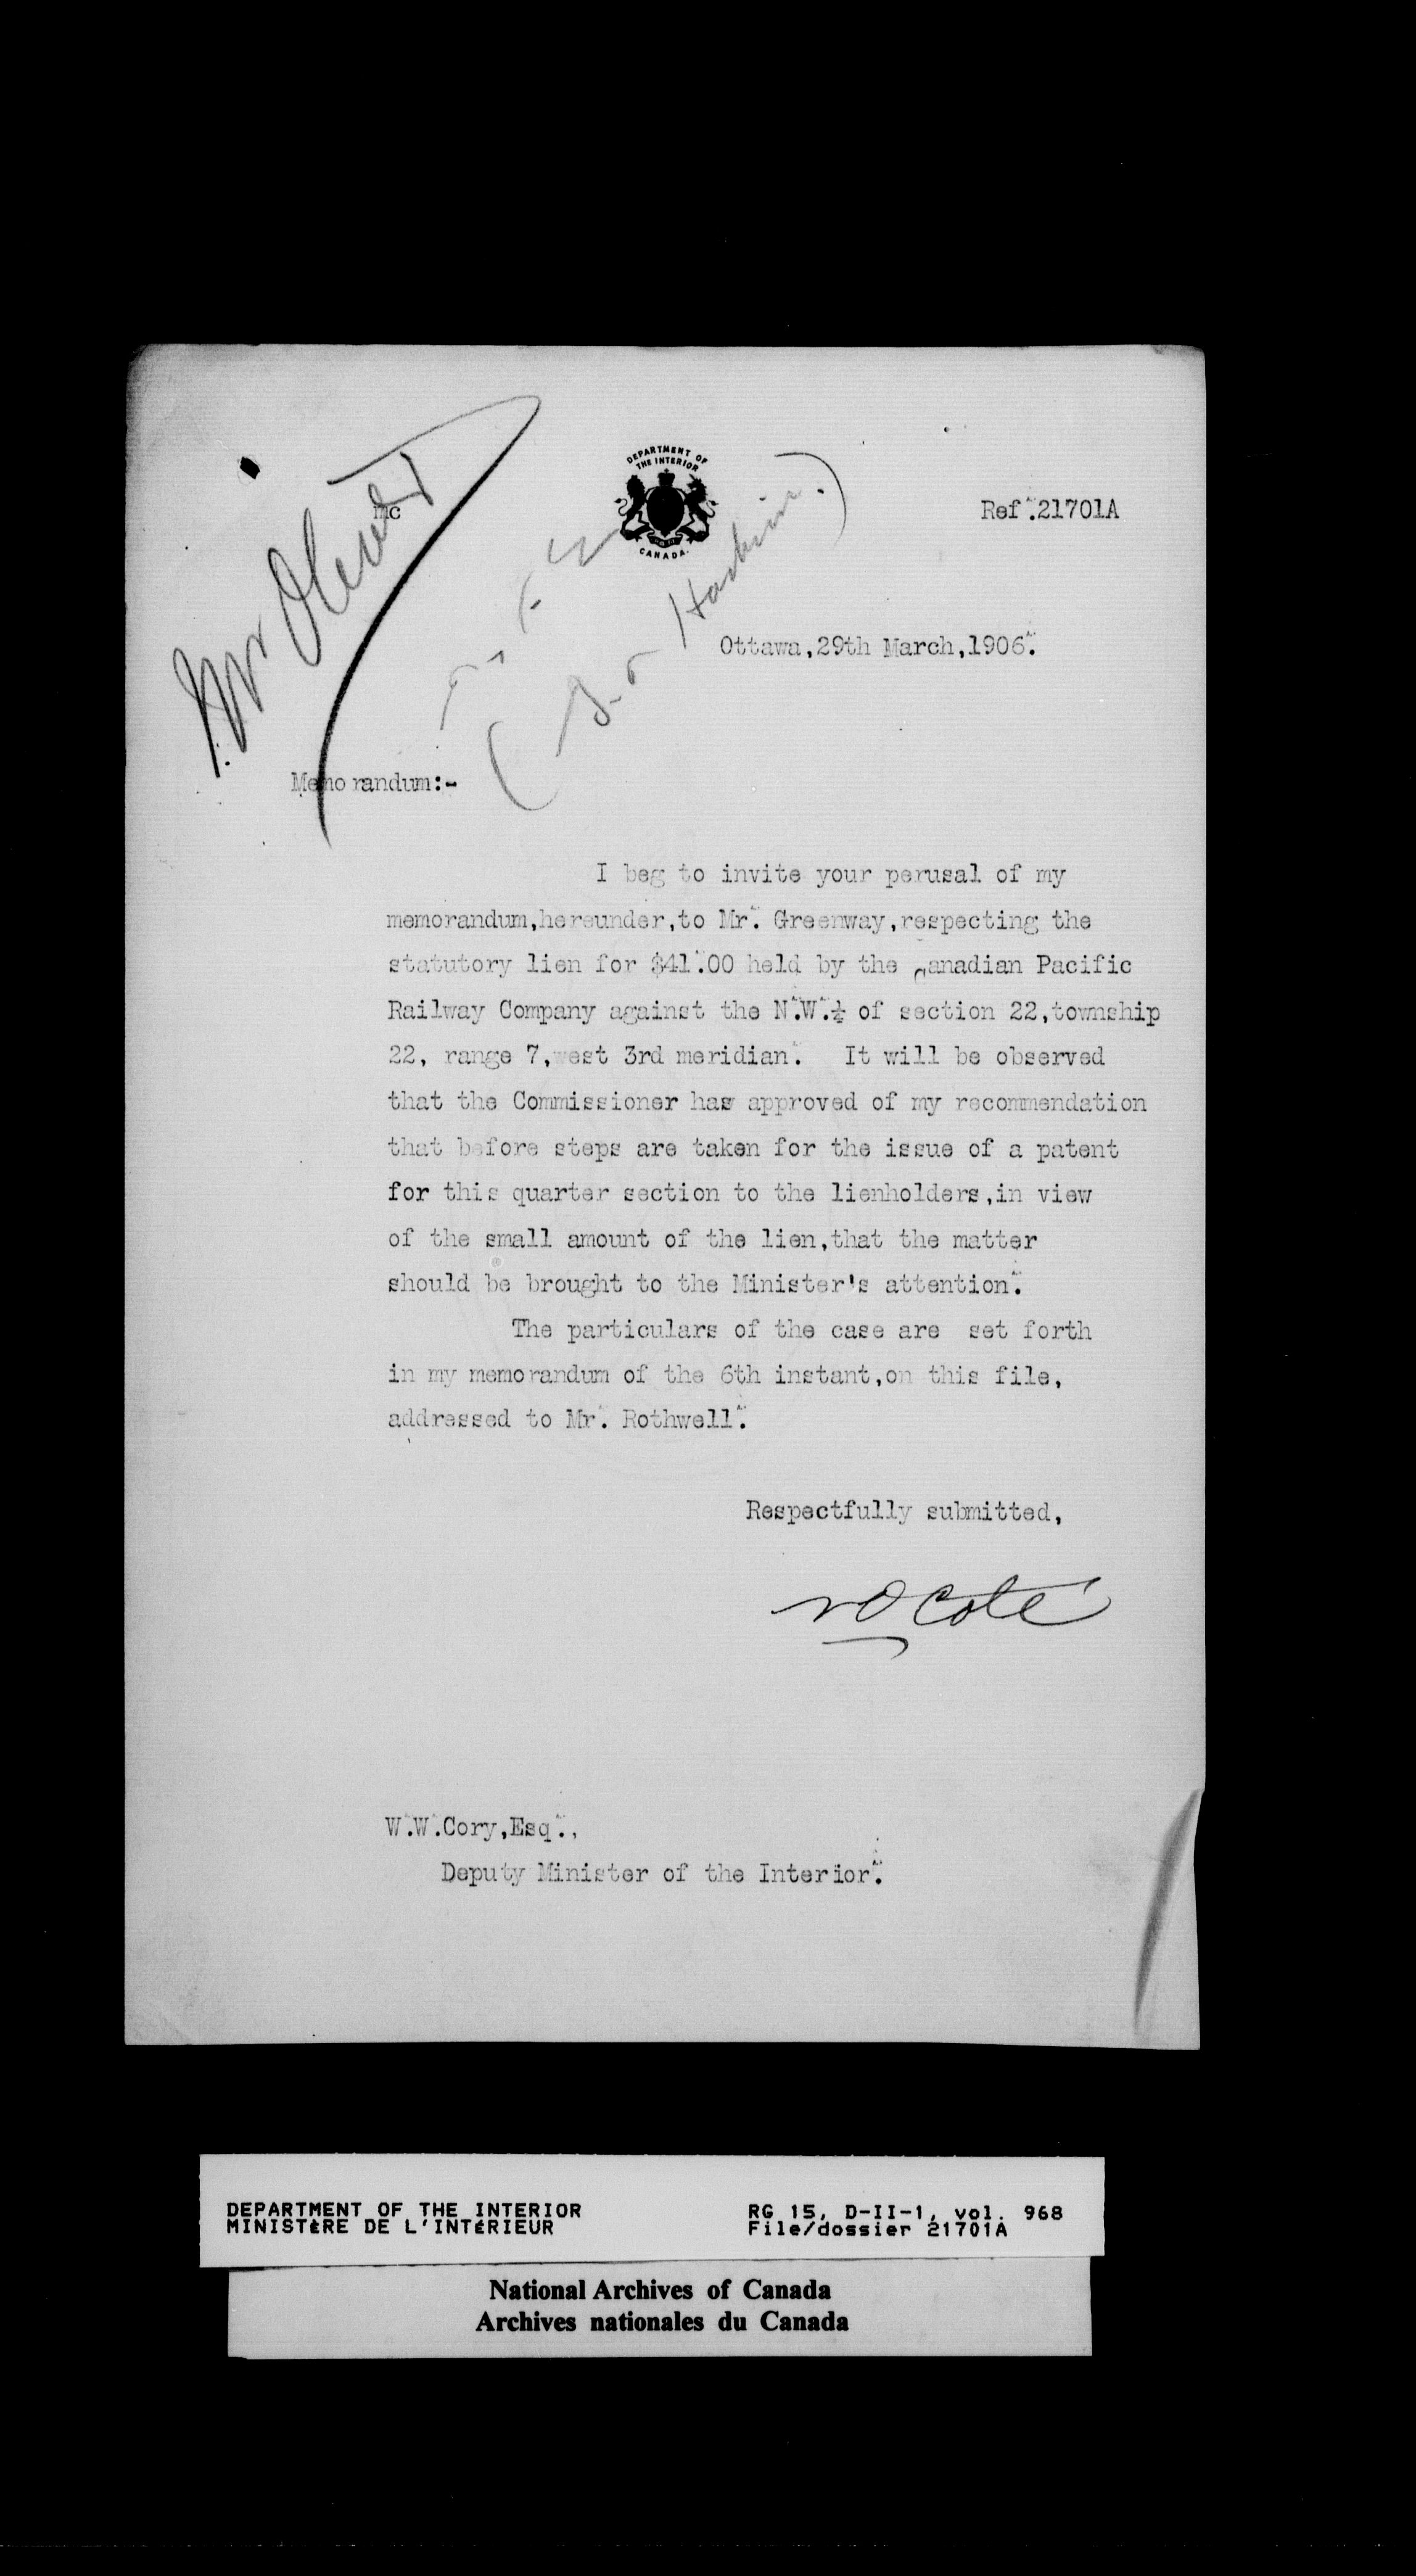 Mr Oliver
DEPARTMENT OF
THE INTERIOR
CANADA.
mc
Ref.21701A
Ottawa,29th March,1906.
Memorandum:-
I beg to invite your perusal of my
memorandum,hereunder,to Mr. Greenway,respecting the
statutory lien for $41.00 held by the Canadian Pacific
Railway Company against the N.W.¼ of section 22,township
22, range 7,west 3rd meridian. It will be observed
that the Commissioner has approved of my recommendation
that before steps are taken for the issue of a patent
for this quarter section to the lienholders,in view
of the small amount of the lien,that the matter
should be brought to the Minister's attention.
The particulars of the case are set forth
in my memorandum of the 6th instant,on this file,
addressed to Mr. Rothwell.
Respectfully submitted,
N O Coté
W.W.Cory,Esq.,
Deputy Minister of the Interior.
DEPARTMENT OF THE INTERIOR
MINISTÈRE DE L'INTÉRIEUR
RG 15, D-II-1, vol. 968
File/dossier 21701A
National Archives of Canada
Archives nationales du Canada